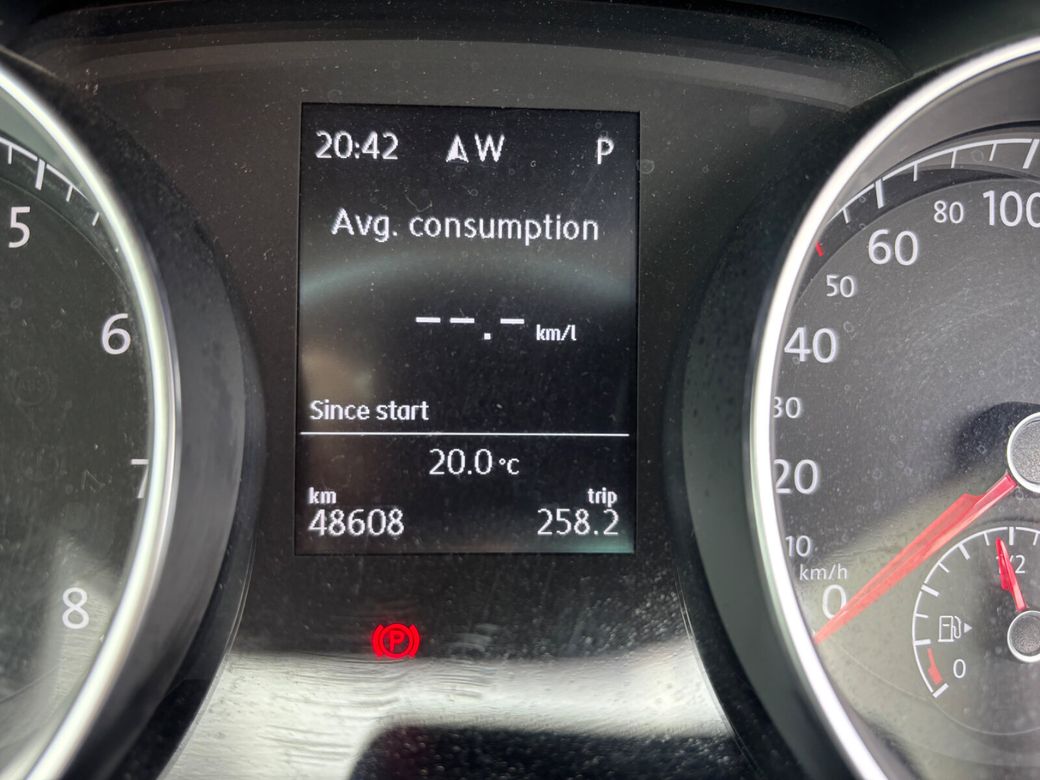 20:42 W P
Avg. consumption
--.- km/l
Since start
20.0 °C
km trip
48608 258.2
P
5
6
7
8
100
80
60
50
40
30
20
10
km/h
0
1/2
0